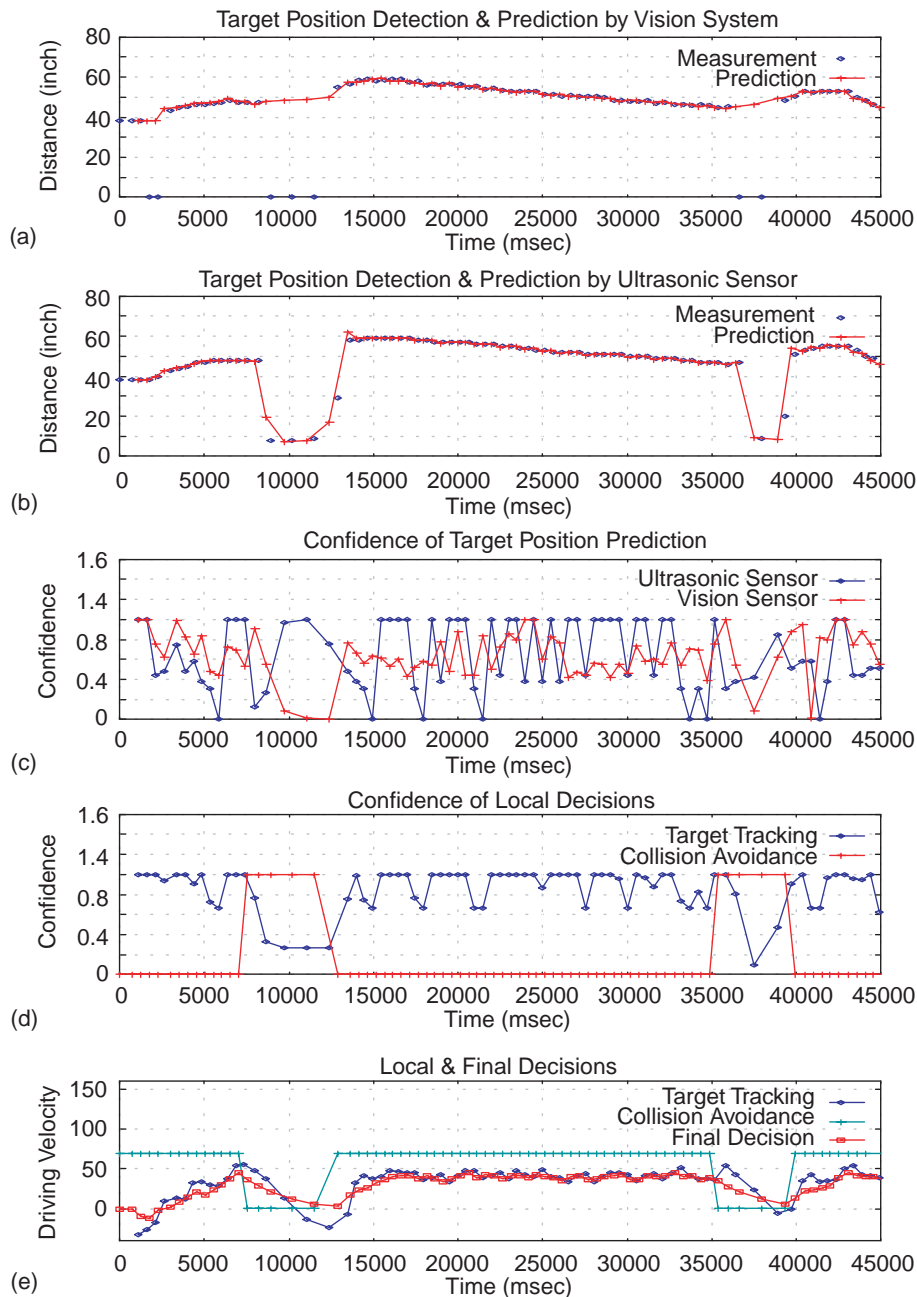 Target Position Detection & Prediction by Vision System
80
60
40
20
0
Distance (inch)
Measurement
Prediction
0 5000 10000 15000 20000 25000 30000 35000 40000 45000
Time (msec)
(a)
Target Position Detection & Prediction by Ultrasonic Sensor
80
60
40
20
0
Distance (inch)
Measurement
Prediction
0 5000 10000 15000 20000 25000 30000 35000 40000 45000
Time (msec)
(b)
Confidence of Target Position Prediction
1.6
1.4
0.8
0.4
0
Confidence
Ultrasonic Sensor
Vision Sensor
0 5000 10000 15000 20000 25000 30000 35000 40000 45000
Time (msec)
(c)
Confidence of Local Decisions
1.6
1.4
0.8
0.4
0
Confidence
Target Tracking
Collision Avoidance
0 5000 10000 15000 20000 25000 30000 35000 40000 45000
Time (msec)
(d)
Local & Final Decisions
150
100
50
0
Driving Velocity
Target Tracking
Collision Avoidance
Final Decision
0 5000 10000 15000 20000 25000 30000 35000 40000 45000
Time (msec)
(e)